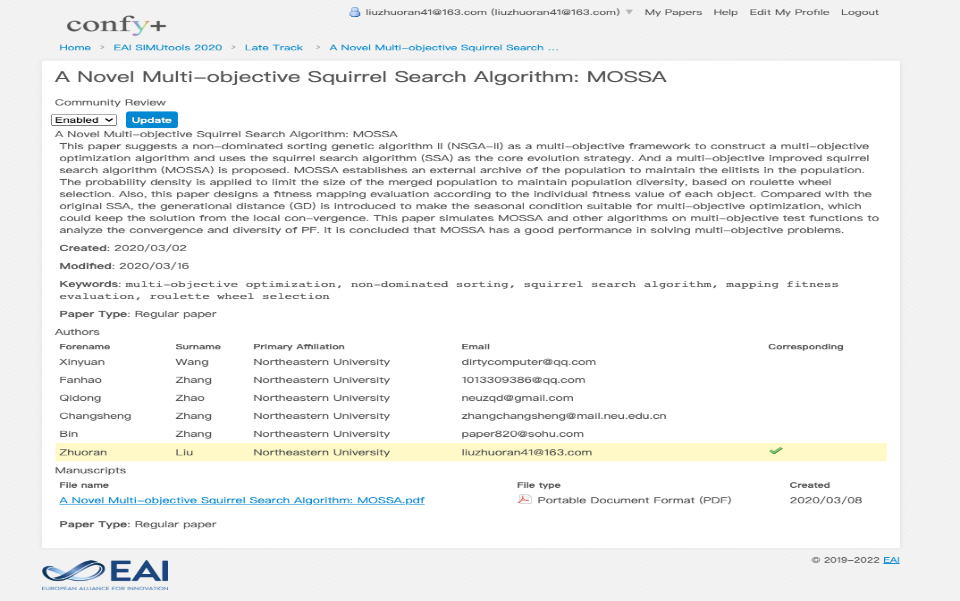 confy+
liuzhuoran41@163.com (liuzhuoran41@163.com) ▼ My Papers Help Edit My Profile Logout
Home > EAI SIMUtools 2020 > Late Track > A Novel Multi-objective Squirrel Search ...
A Novel Multi-objective Squirrel Search Algorithm: MOSSA
Community Review
Enabled Update
A Novel Multi-objective Squirrel Search Algorithm: MOSSA
This paper suggests a non-dominated sorting genetic algorithm II (NSGA-II) as a multi-objective framework to construct a multi-objective
optimization algorithm and uses the squirrel search algorithm (SSA) as the core evolution strategy. And a multi-objective improved squirrel
search algorithm (MOSSA) is proposed. MOSSA establishes an external archive of the population to maintain the elitists in the population.
The probability density is applied to limit the size of the merged population to maintain population diversity, based on roulette wheel
selection. Also, this paper designs a fitness mapping evaluation according to the individual fitness value of each object. Compared with the
original SSA, the generational distance (GD) is introduced to make the seasonal condition suitable for multi-objective optimization, which
could keep the solution from the local con-vergence. This paper simulates MOSSA and other algorithms on multi-objective test functions to
analyze the convergence and diversity of PF. It is concluded that MOSSA has a good performance in solving multi-objective problems.
Created: 2020/03/02
Modified: 2020/03/16
Keywords: multi-objective optimization, non-dominated sorting, squirrel search algorithm, mapping fitness
evaluation, roulette wheel selection
Paper Type: Regular paper
Authors
Forename Surname Primary Affiliation Email Corresponding
Xinyuan Wang Northeastern University dirtycomputer@qq.com
Fanhao Zhang Northeastern University 1013309386@qq.com
Qidong Zhao Northeastern University neuzqd@gmail.com
Changsheng Zhang Northeastern University zhangchangsheng@mail.neu.edu.cn
Bin Zhang Northeastern University paper820@sohu.com
Zhuoran Liu Northeastern University liuzhuoran41@163.com
Manuscripts
File name File type Created
A Novel Multi-objective Squirrel Search Algorithm: MOSSA.pdf Portable Document Format (PDF) 2020/03/08
Paper Type: Regular paper
© 2019-2022 EAI
EAI
EUROPEAN ALLIANCE FOR INNOVATION